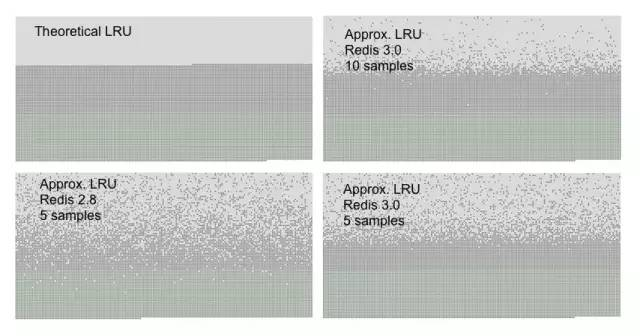 Theoretical LRU
Approx. LRU
Redis 3.0
10 samples
Approx. LRU
Redis 2.8
5 samples
Approx. LRU
Redis 3.0
5 samples